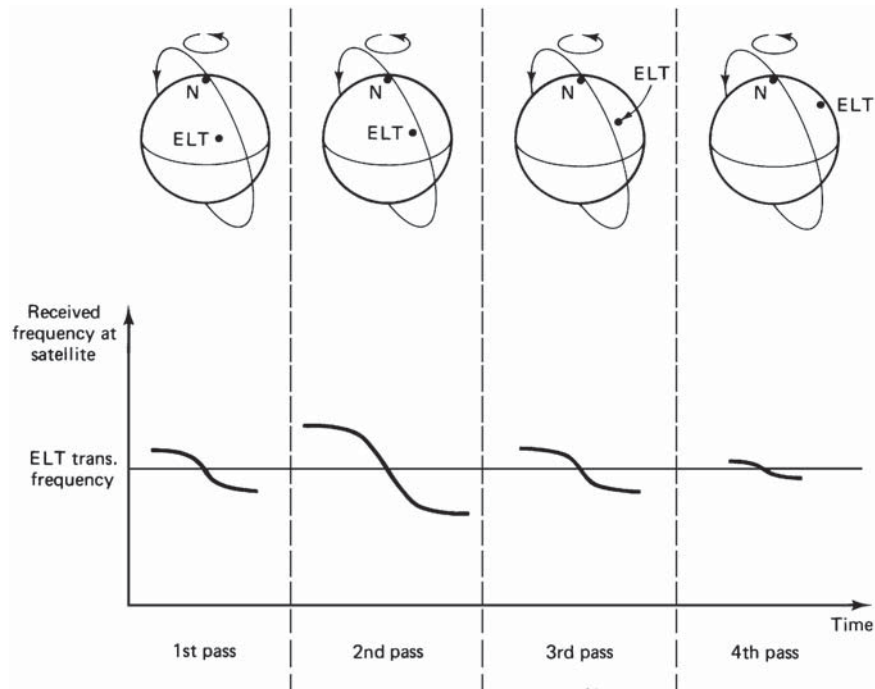 N
ELT
N
ELT
N
ELT
N
ELT
Received
frequency at
satellite
ELT trans.
frequency
Time
1st pass
2nd pass
3rd pass
4th pass